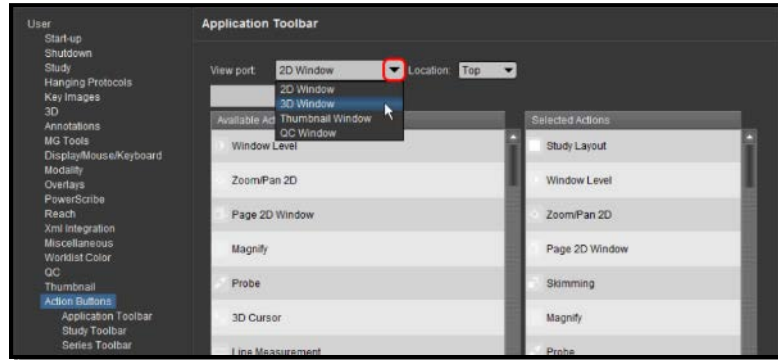 User
Start-up
Shutdown
Study
Hanging Protocols
Key Images
3D
Annotations
MG Tools
Display/Mouse/Keyboard
Modality
Overlays
PowerScribe
Reach
Xml Integration
Miscellaneous
Worklist Color
QC
Thumbnail
Action Buttons
Application Toolbar
Study Toolbar
Series Toolbar
Application Toolbar
View port: 2D Window Location: Top
2D Window
3D Window
Thumbnail Window
QC Window
Available Act
Window Level
Zoom/Pan 2D
Page 2D Window
Magnify
Probe
3D Cursor
Line Measurement
Selected Actions
Study Layout
Window Level
Zoom/Pan 2D
Page 2D Window
Skimming
Magnify
Probe